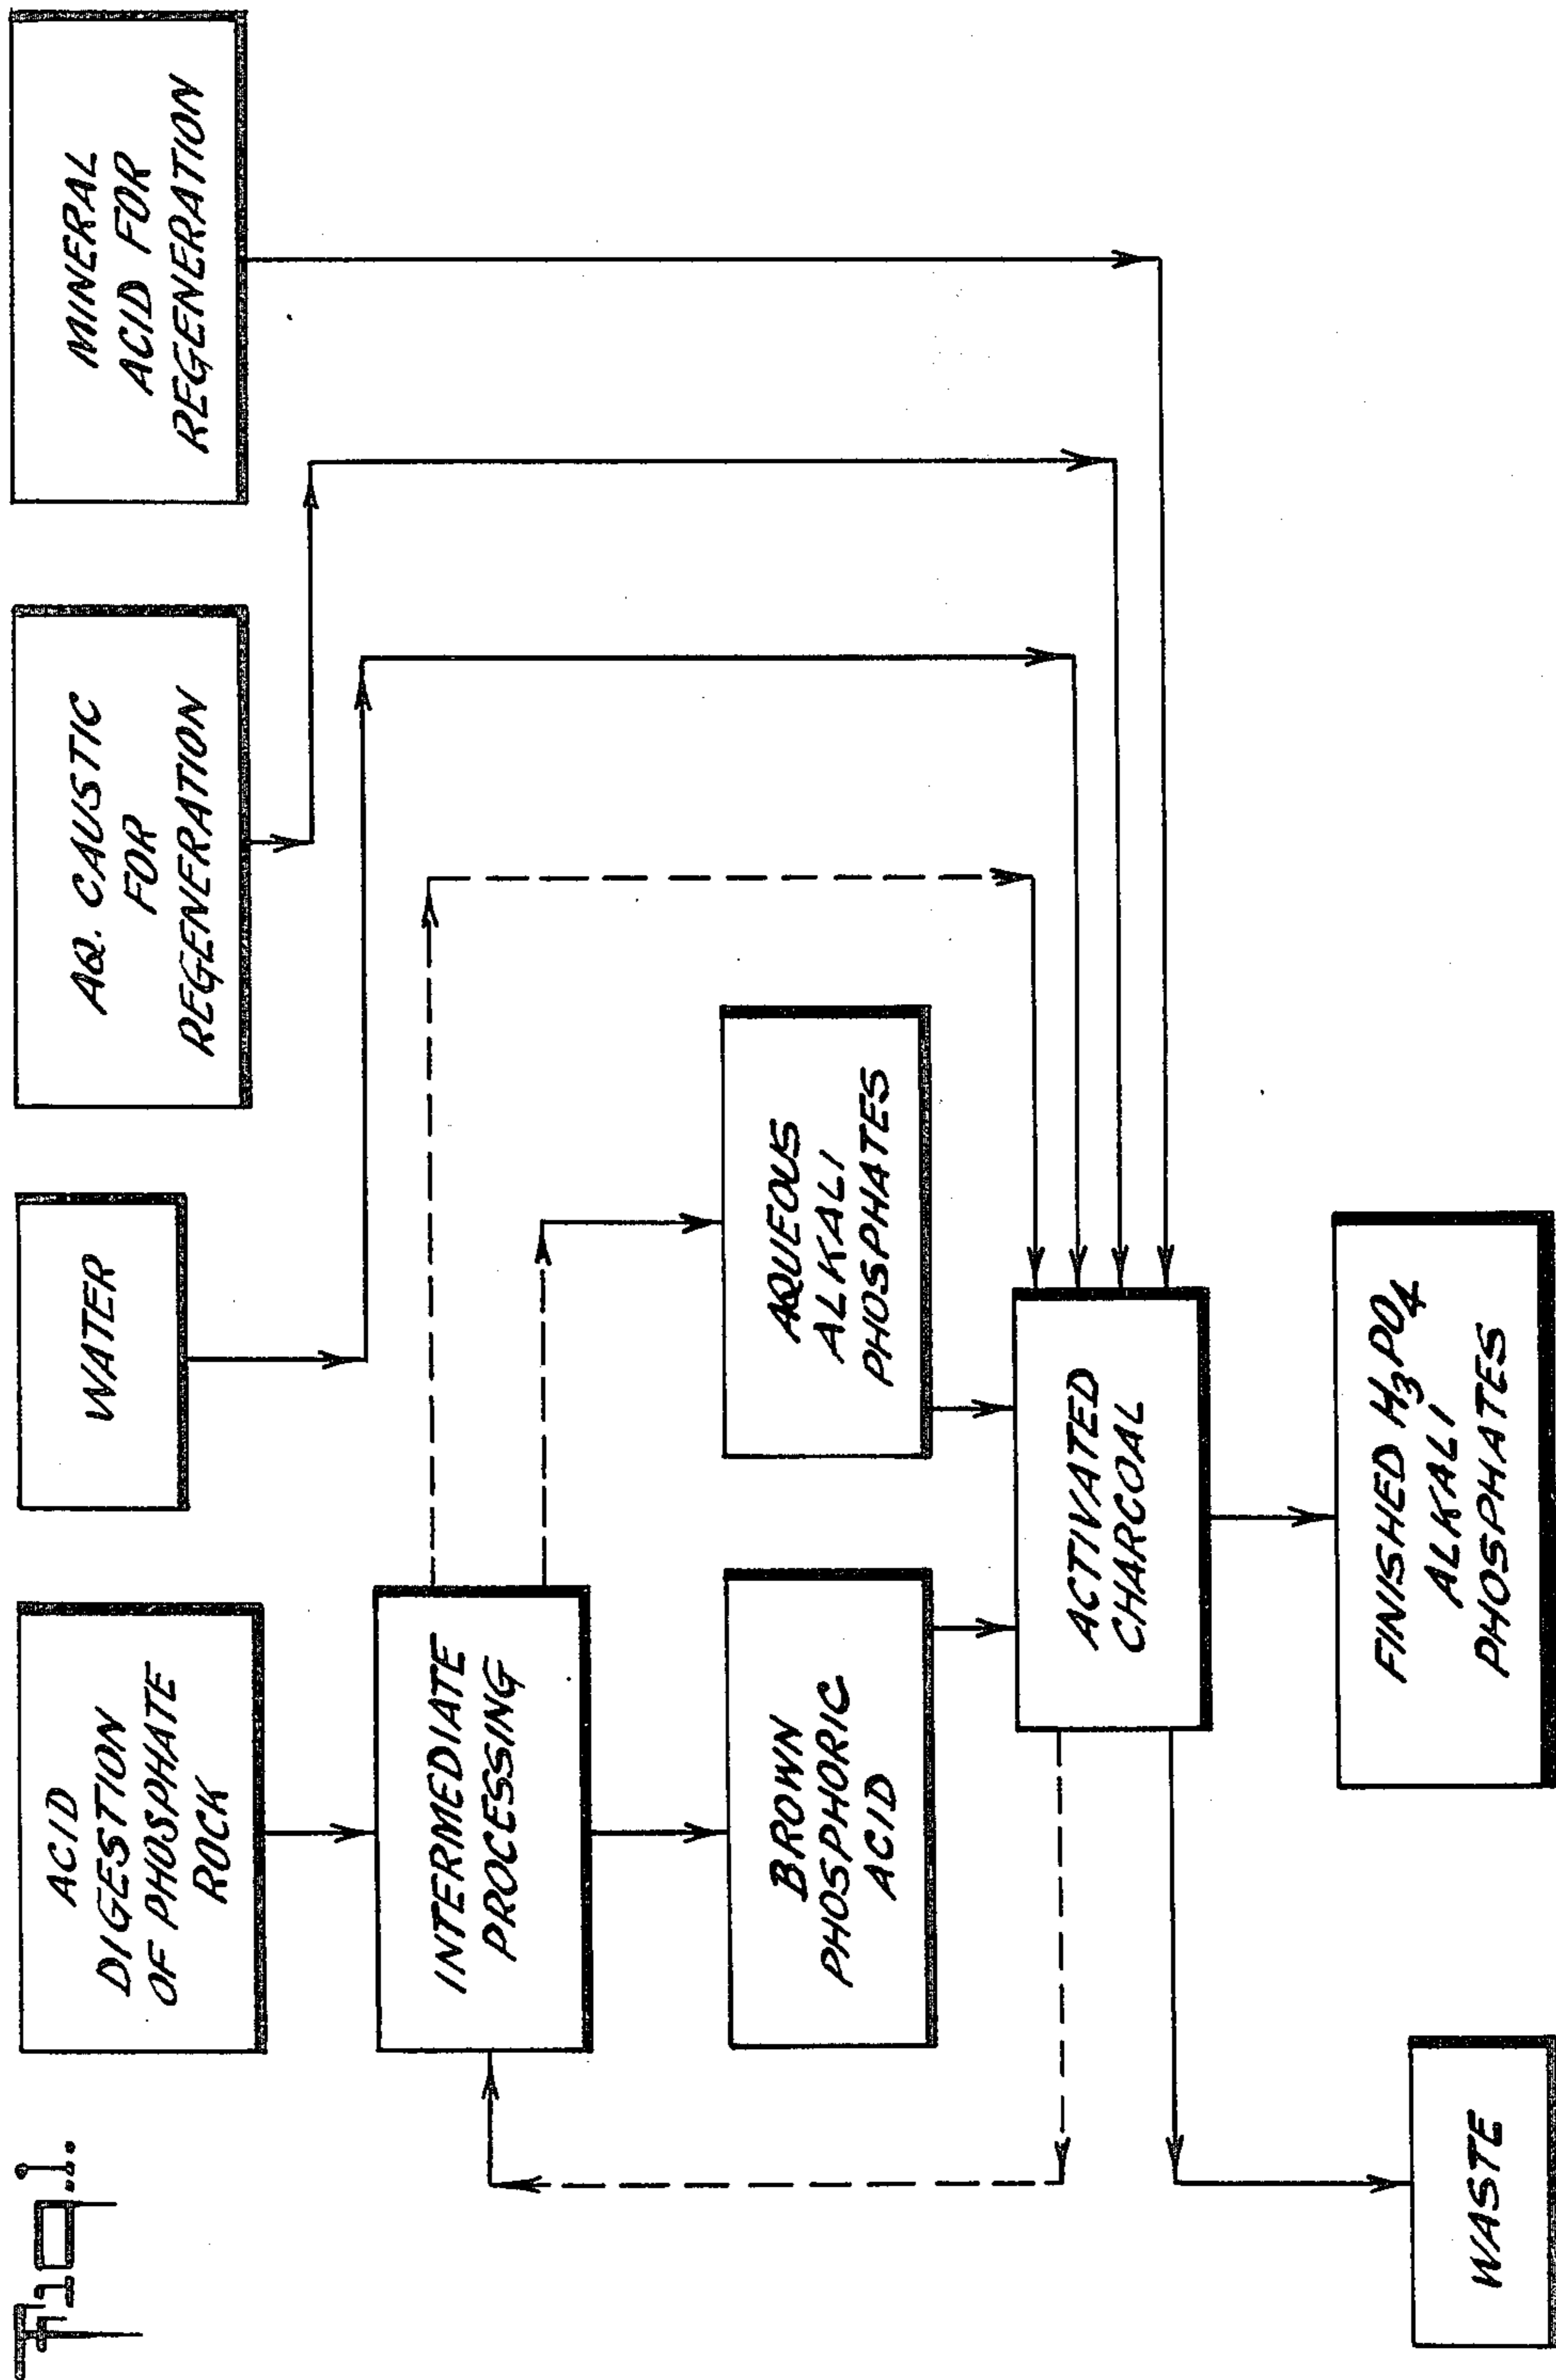 Fig. 1.
ACID
DIGESTION
OF PHOSPHATE
ROCK
WATER
AQ. CAUSTIC
FOR
REGENERATION
MINERAL
ACID FOR
REGENERATION
INTERMEDIATE
PROCESSING
BROWN
PHOSPHORIC
ACID
AQUEOUS
ALKALI
PHOSPHATES
ACTIVATED
CHARCOAL
WASTE
FINISHED H3PO4
ALKALI
PHOSPHATES